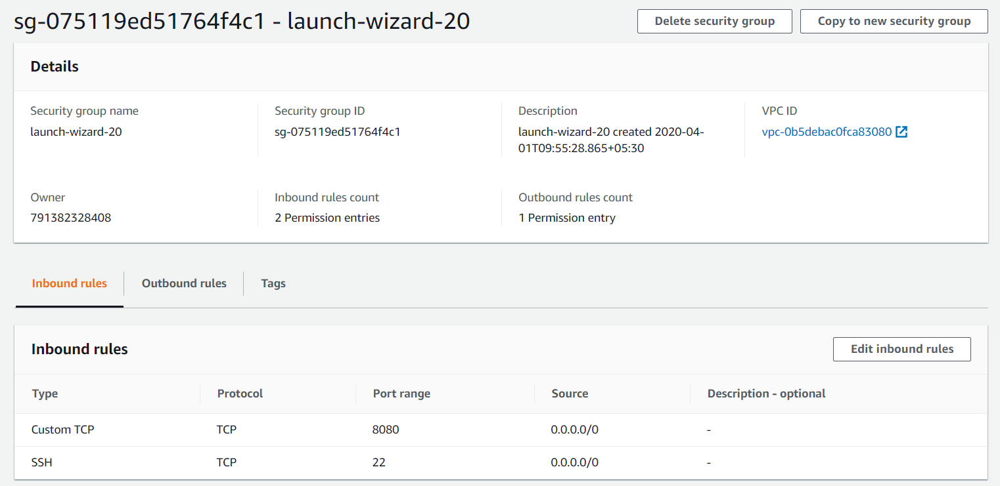 sg-075119ed51764f4c1 - launch-wizard-20
Delete security group
Copy to new security group
Details
Security group name
launch-wizard-20
Security group ID
sg-075119ed51764f4c1
Description
launch-wizard-20 created 2020-04-
01T09:55:28.865+05:30
VPC ID
vpc-0b5debac0fca83080
Owner
791382328408
Inbound rules count
2 Permission entries
Outbound rules count
1 Permission entry
Inbound rules
Outbound rules
Tags
Inbound rules
Edit inbound rules
Type Protocol Port range Source Description - optional
Custom TCP TCP 8080 0.0.0.0/0 -
SSH TCP 22 0.0.0.0/0 -